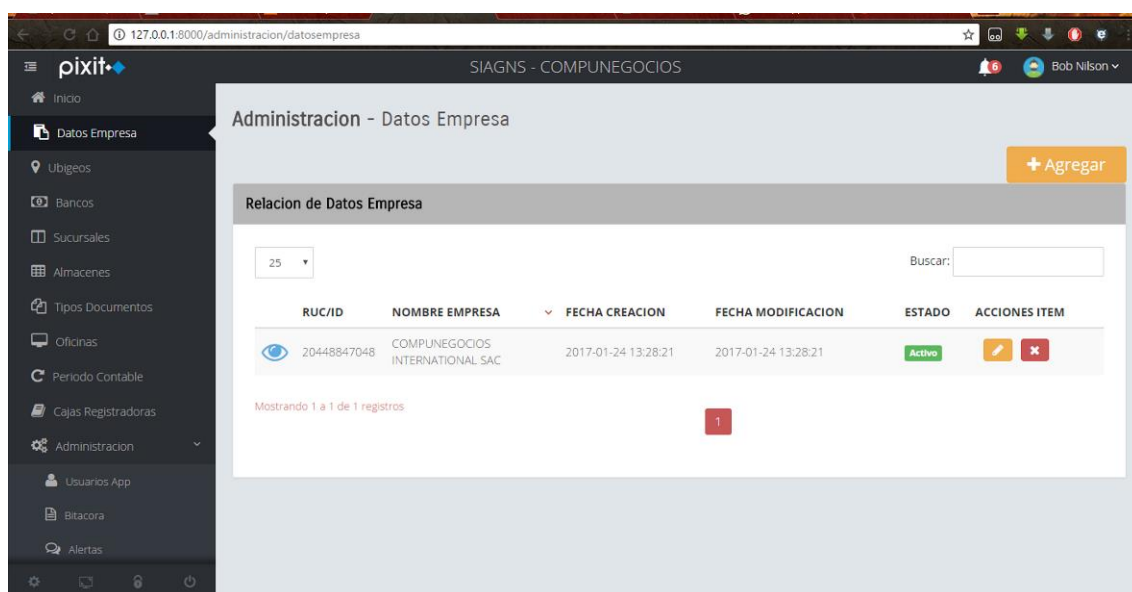 127.0.0.1:8000/administracion/datosempresa
pixit
SIAGNS - COMPUNEGOCIOS
6
Bob Nilson
Inicio
Datos Empresa
Ubigeos
Bancos
Sucursales
Almacenes
Tipos Documentos
Oficinas
Periodo Contable
Cajas Registradoras
Administracion
Usuarios App
Bitacora
Alertas
Administracion - Datos Empresa
+ Agregar
Relacion de Datos Empresa
25
Buscar:
RUC/ID NOMBRE EMPRESA FECHA CREACION FECHA MODIFICACION ESTADO ACCIONES ITEM
20448847048 COMPUNEGOCIOS INTERNATIONAL SAC 2017-01-24 13:28:21 2017-01-24 13:28:21 Activo
Mostrando 1 a 1 de 1 registros
1